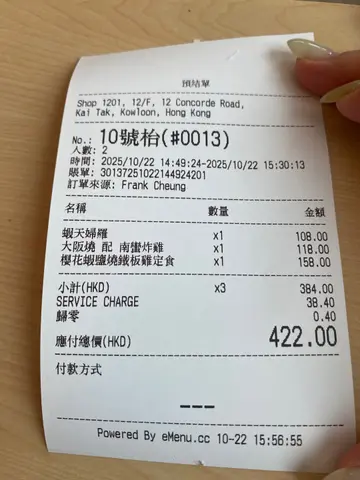 預結單
Shop 1201, 12/F, 12 Concorde Road,
Kai Tak, Kowloon, Hong Kong
No.: 10號枱(#0013)
人數: 2
時間: 2025/10/22 14:49:24-2025/10/22 15:30:13
賬單: 30137251022144924201
訂單來源: Frank Cheung
名稱 數量 金額
蝦天婦羅 x1 108.00
大阪燒 配 南蠻炸雞 x1 118.00
櫻花蝦鹽燒鐵板雞定食 x1 158.00
小計(HKD) x3 384.00
SERVICE CHARGE 38.40
歸零 0.40
應付總價(HKD) 422.00
付款方式
---
Powered By eMenu.cc 10-22 15:56:55